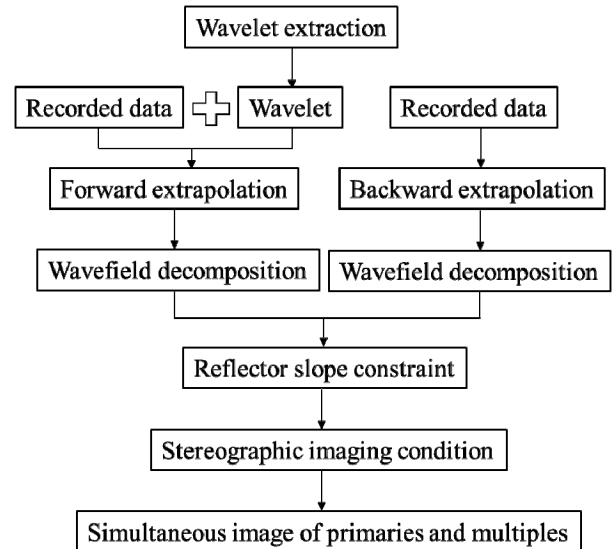 Wavelet extraction
Recorded data
Wavelet
Recorded data
Forward extrapolation
Backward extrapolation
Wavefield decomposition
Wavefield decomposition
Reflector slope constraint
Stereographic imaging condition
Simultaneous image of primaries and multiples